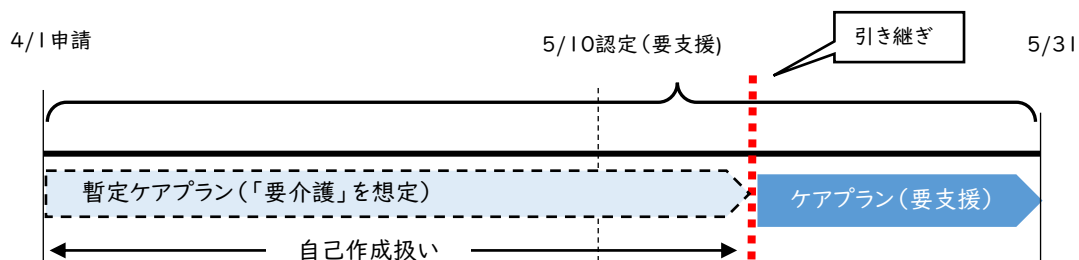 4/1申請
5/10認定(要支援)
引き継ぎ
5/31
暫定ケアプラン(「要介護」を想定)
ケアプラン(要支援)
自己作成扱い